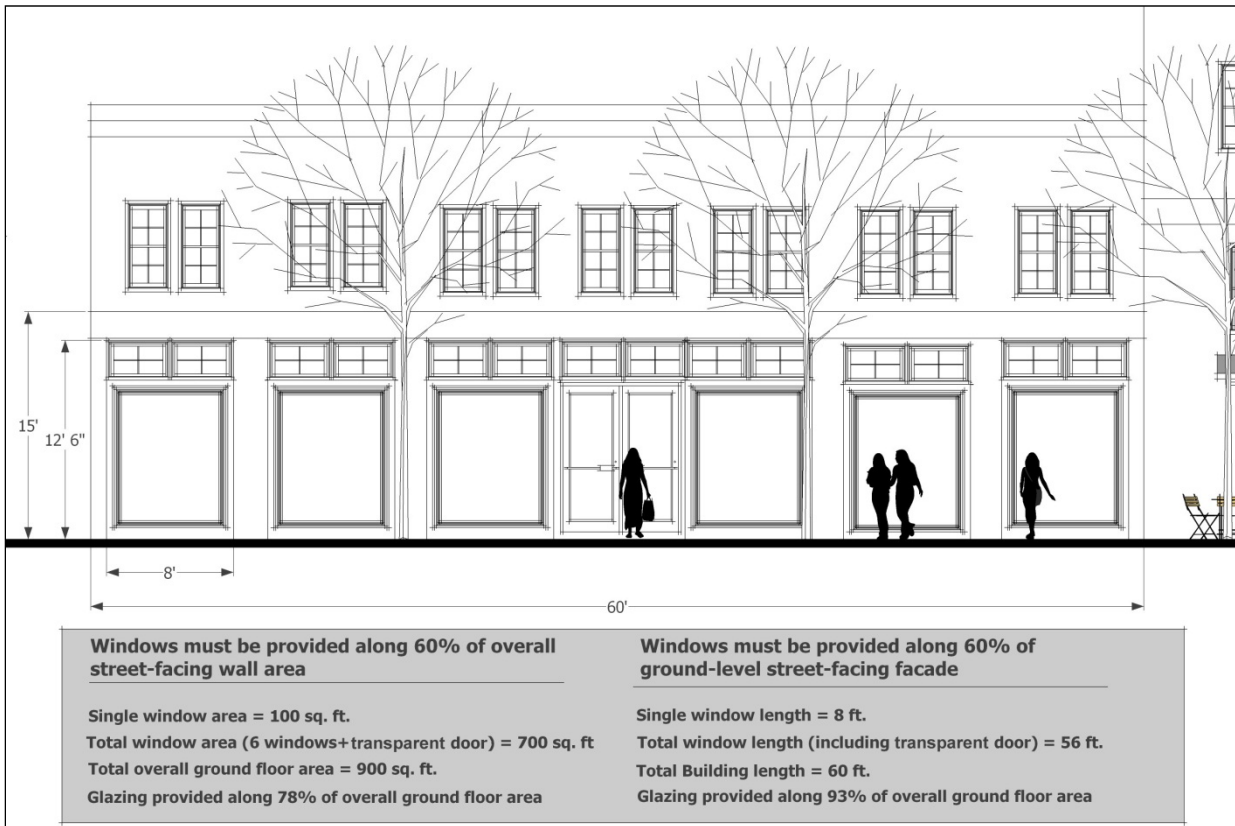 15'
12' 6"
8'
60'
Windows must be provided along 60% of overall
street-facing wall area
Single window area = 100 sq. ft.
Total window area (6 windows+transparent door) = 700 sq. ft
Total overall ground floor area = 900 sq. ft.
Glazing provided along 78% of overall ground floor area
Windows must be provided along 60% of
ground-level street-facing facade
Single window length = 8 ft.
Total window length (including transparent door) = 56 ft.
Total Building length = 60 ft.
Glazing provided along 93% of overall ground floor area